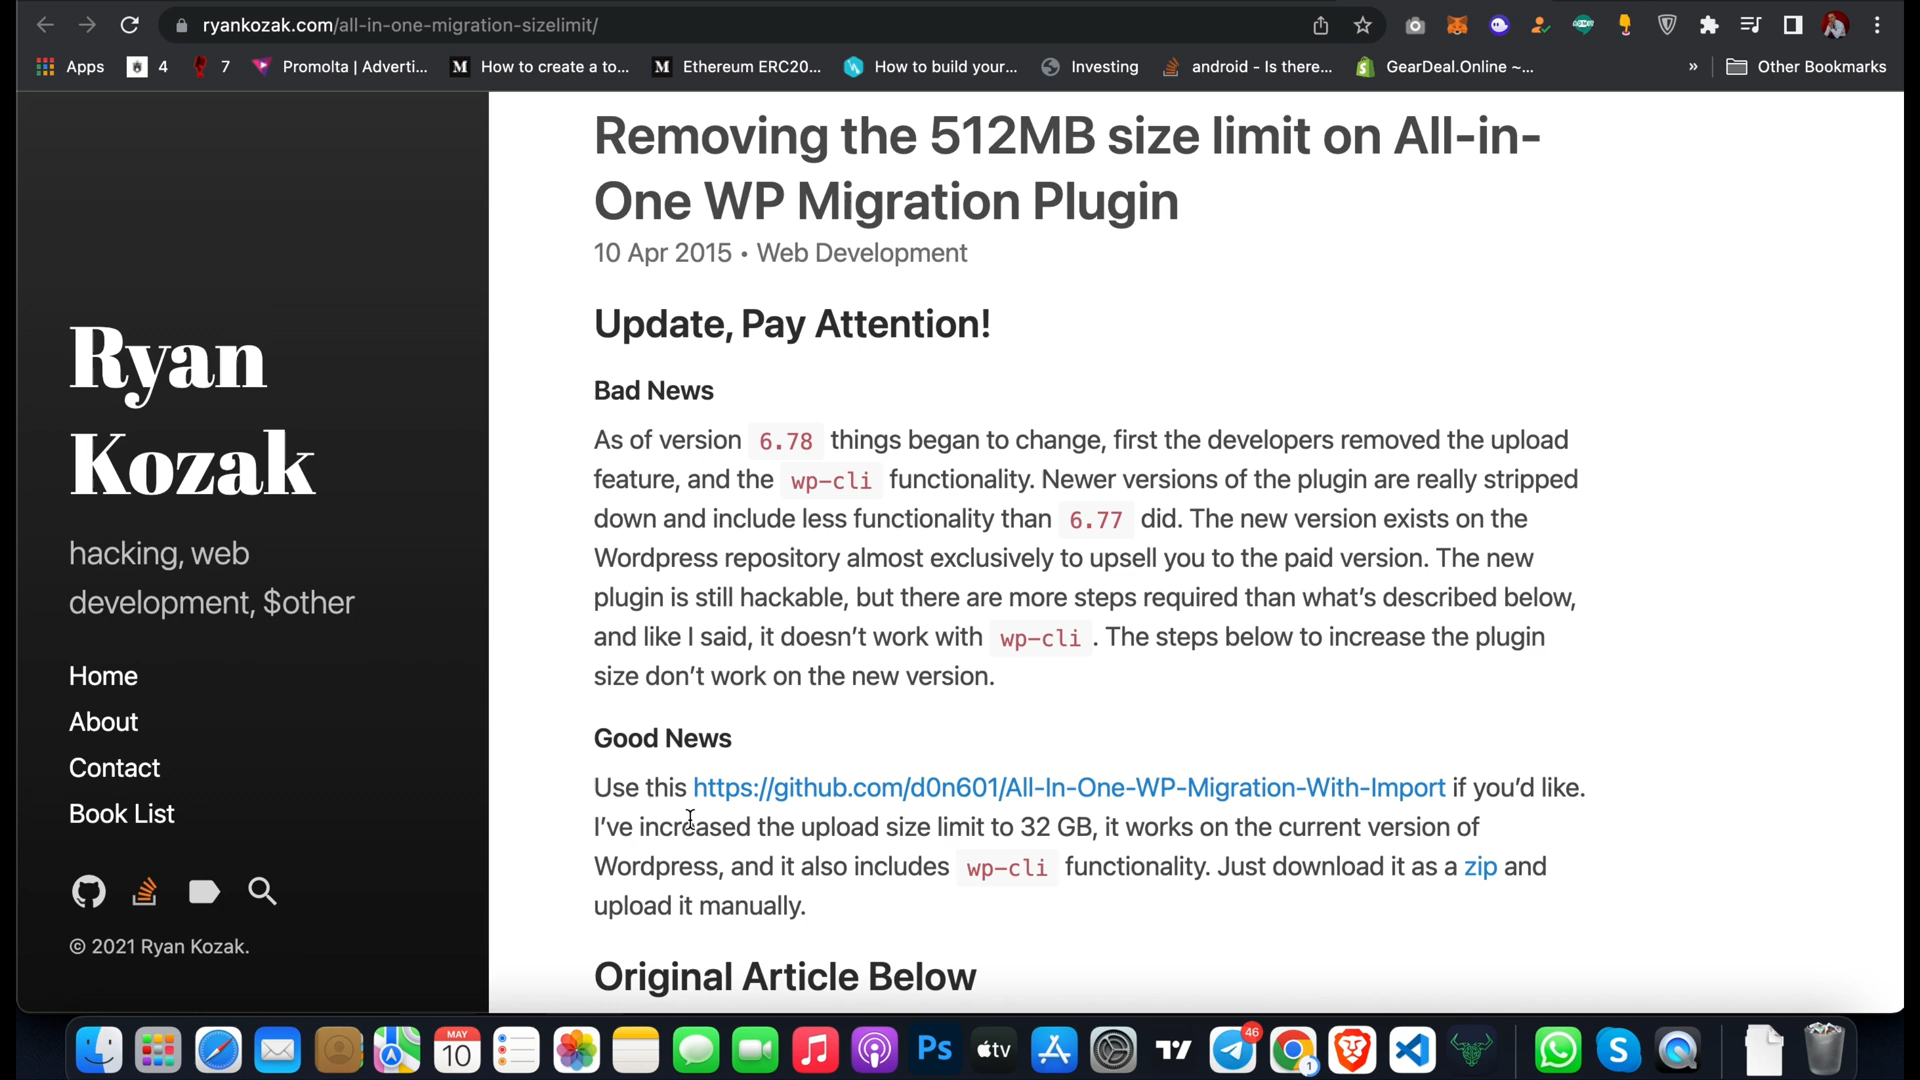 ryankozak.com/all-in-one-migration-sizelimit/
Apps
4
7
Promolta | Adverti...
M
How to create a to...
M
Ethereum ERC20...
How to build your...
Investing
android - Is there...
GearDeal.Online ~...
»
Other Bookmarks
Ryan
Kozak
hacking, web
development, $other
Home
About
Contact
Book List
© 2021 Ryan Kozak.
Removing the 512MB size limit on All-in-
One WP Migration Plugin
10 Apr 2015 • Web Development
Update, Pay Attention!
Bad News
As of version 6.78 things began to change, first the developers removed the upload
feature, and the wp-cli functionality. Newer versions of the plugin are really stripped
down and include less functionality than 6.77 did. The new version exists on the
Wordpress repository almost exclusively to upsell you to the paid version. The new
plugin is still hackable, but there are more steps required than what's described below,
and like I said, it doesn't work with wp-cli . The steps below to increase the plugin
size don't work on the new version.
Good News
Use this https://github.com/d0n601/All-In-One-WP-Migration-With-Import if you'd like.
I've increased the upload size limit to 32 GB, it works on the current version of
Wordpress, and it also includes wp-cli functionality. Just download it as a zip and
upload it manually.
Original Article Below
MAY
10
Ps
tv
46
1